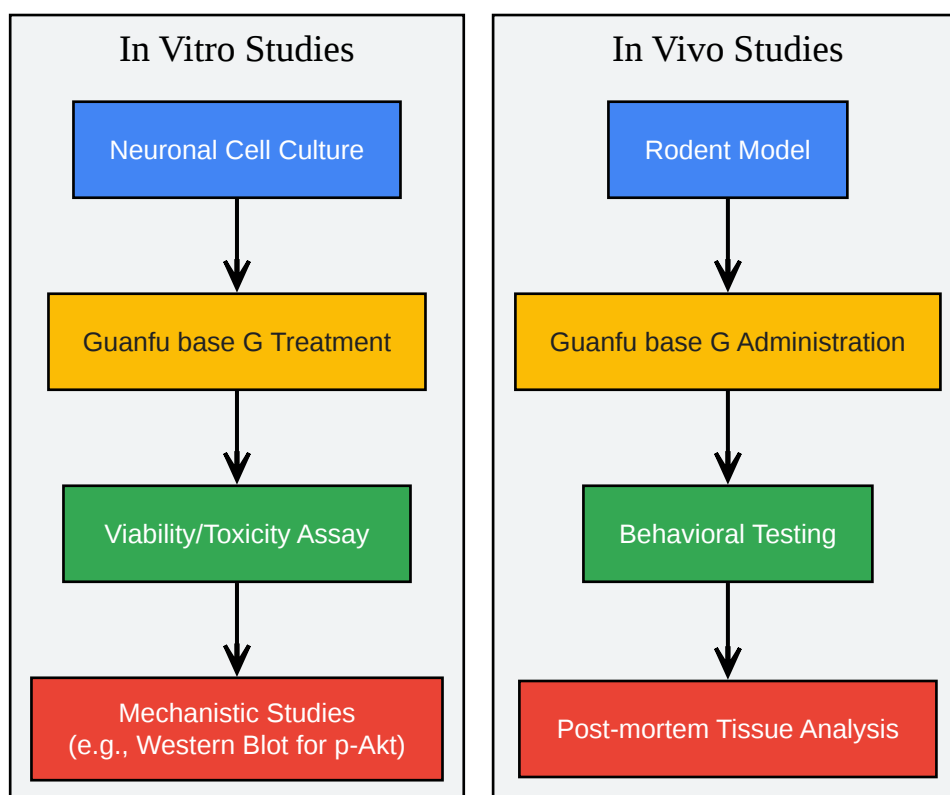 In Vitro Studies
Neuronal Cell Culture
Guanfu base G Treatment
Viability/Toxicity Assay
Mechanistic Studies
(e.g., Western Blot for p-Akt)
In Vivo Studies
Rodent Model
Guanfu base G Administration
Behavioral Testing
Post-mortem Tissue Analysis